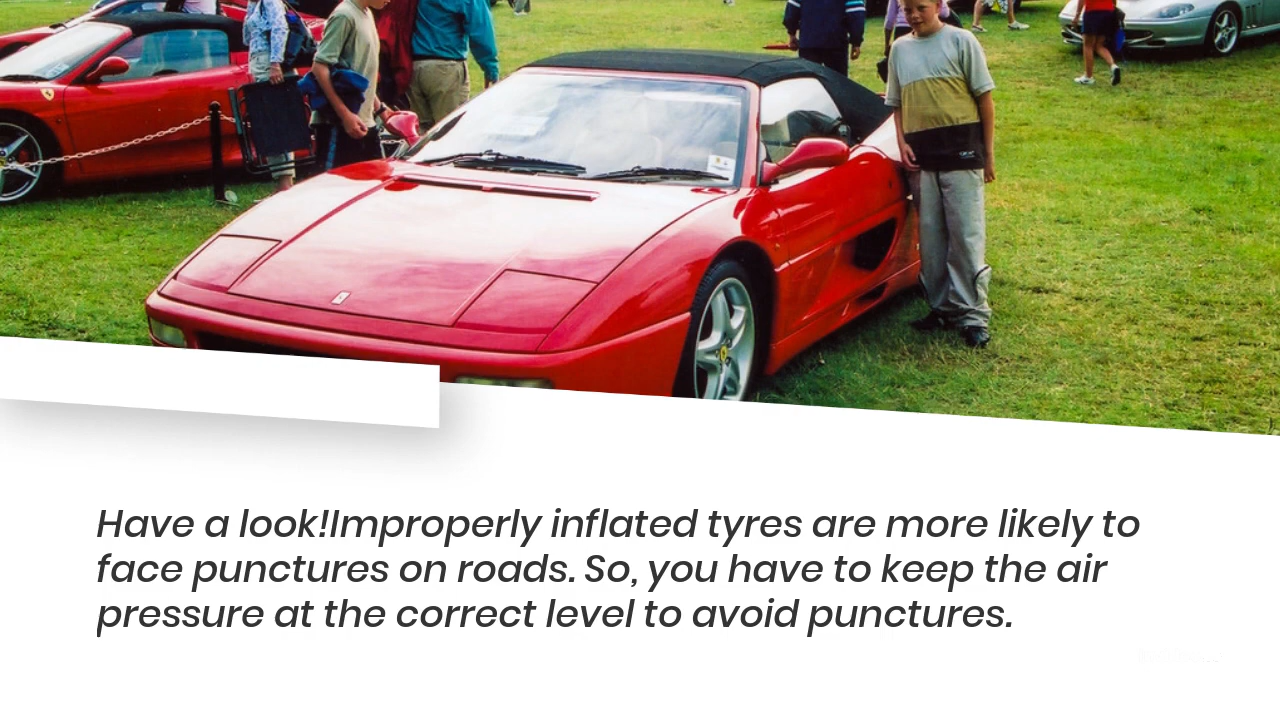 Have a look!Improperly inflated tyres are more likely to
face punctures on roads. So, you have to keep the air
pressure at the correct level to avoid punctures.